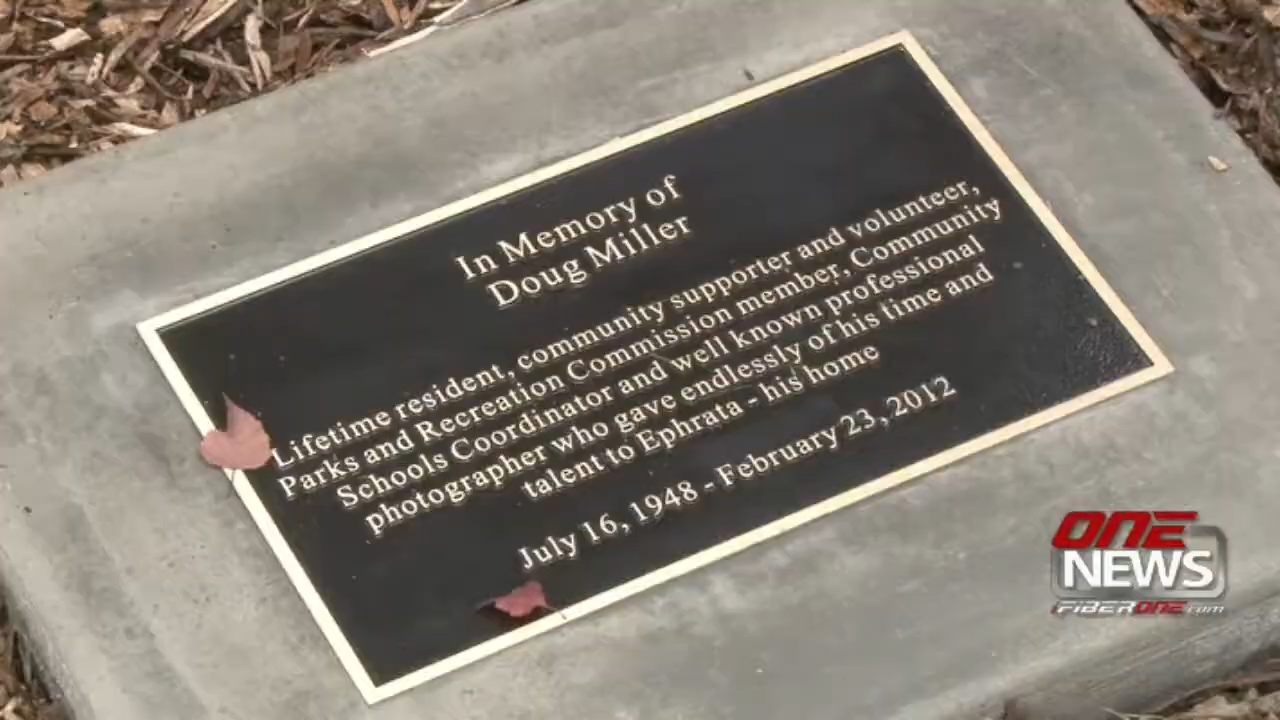 In Memory of
Doug Miller
Lifetime resident, community supporter and volunteer,
Parks and Recreation Commission member, Community
Schools Coordinator and well known professional
photographer who gave endlessly of his time and
talent to Ephrata - his home
July 16, 1948 - February 23, 2012
ONE
NEWS
iFIBERONE.com